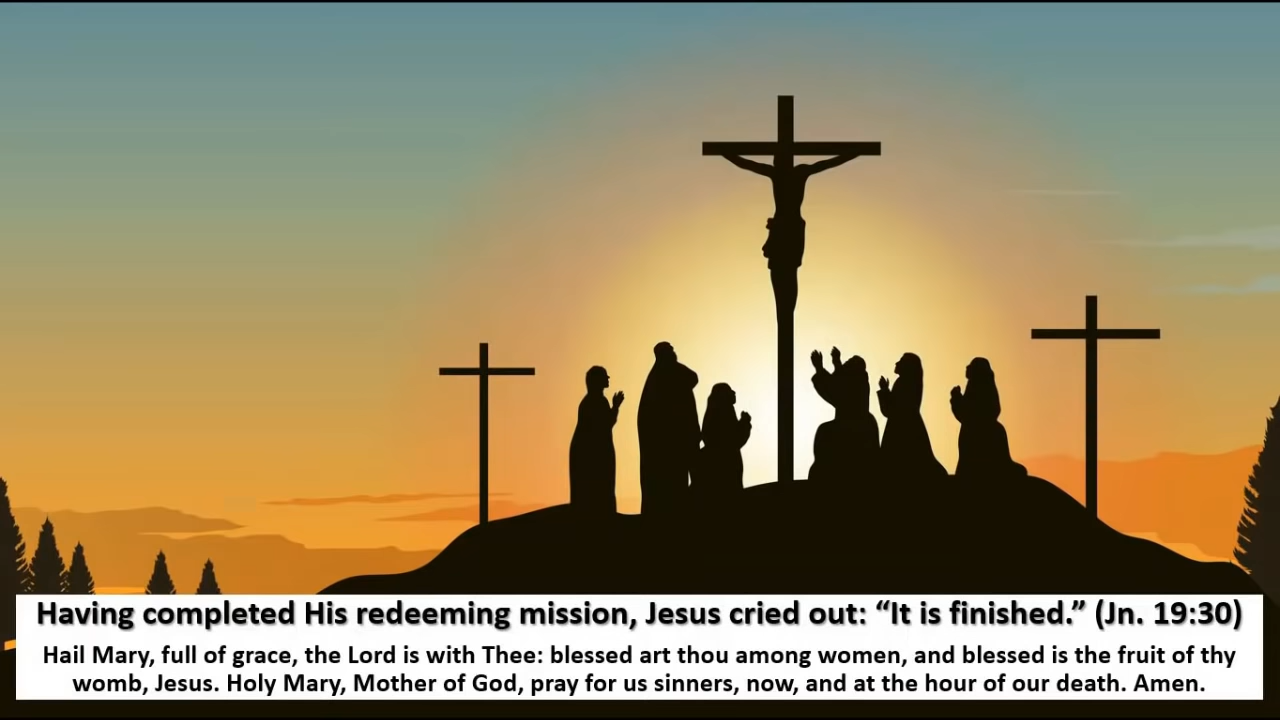 Having completed His redeeming mission, Jesus cried out: “It is finished.” (Jn. 19:30)
Hail Mary, full of grace, the Lord is with Thee: blessed art thou among women, and blessed is the fruit of thy
womb, Jesus. Holy Mary, Mother of God, pray for us sinners, now, and at the hour of our death. Amen.